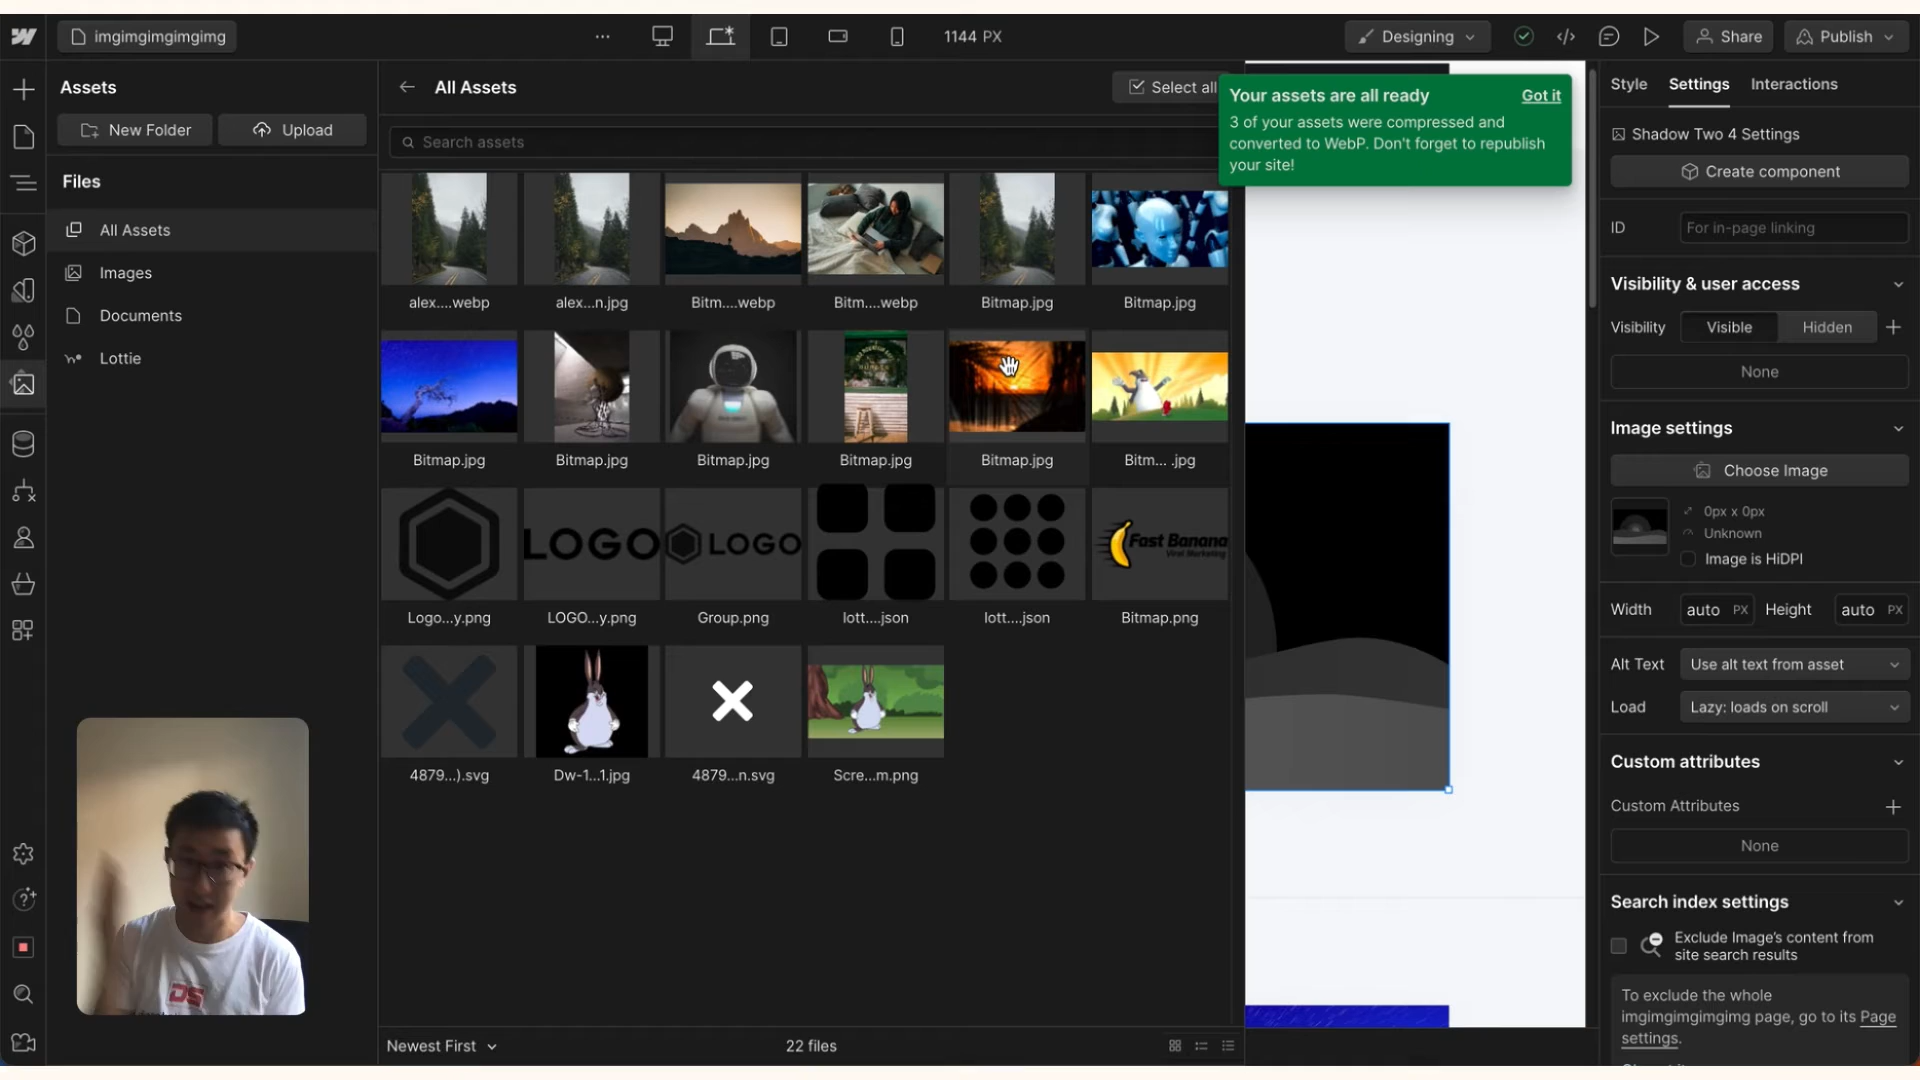 imgimgimgimgimg
1144 PX
Designing
Share
Publish
Assets
New Folder
Upload
Files
All Assets
Images
Documents
Lottie
All Assets
Select all
Search assets
alex....webp
alex...n.jpg
Bitm....webp
Bitm....webp
Bitmap.jpg
Bitmap.jpg
Bitmap.jpg
Bitmap.jpg
Bitmap.jpg
Bitmap.jpg
Bitmap.jpg
Bitm... .jpg
LOGO
LOGO
Fast Banana
Viral Marketing
Logo...y.png
LOGO...y.png
Group.png
lott....json
lott....json
Bitmap.png
4879...).svg
Dw-1...1.jpg
4879...n.svg
Scre...m.png
Newest First
22 files
Your assets are all ready
Got it
3 of your assets were compressed and
converted to WebP. Don't forget to republish
your site!
Style
Settings
Interactions
Shadow Two 4 Settings
Create component
ID
For in-page linking
Visibility & user access
Visibility
Visible
Hidden
None
Image settings
Choose Image
0px x 0px
Unknown
Image is HiDPI
Width
auto PX
Height
auto PX
Alt Text
Use alt text from asset
Load
Lazy: loads on scroll
Custom attributes
Custom Attributes
None
Search index settings
Exclude Image's content from
site search results
To exclude the whole
imgimgimgimgimg page, go to its Page
settings.
DS